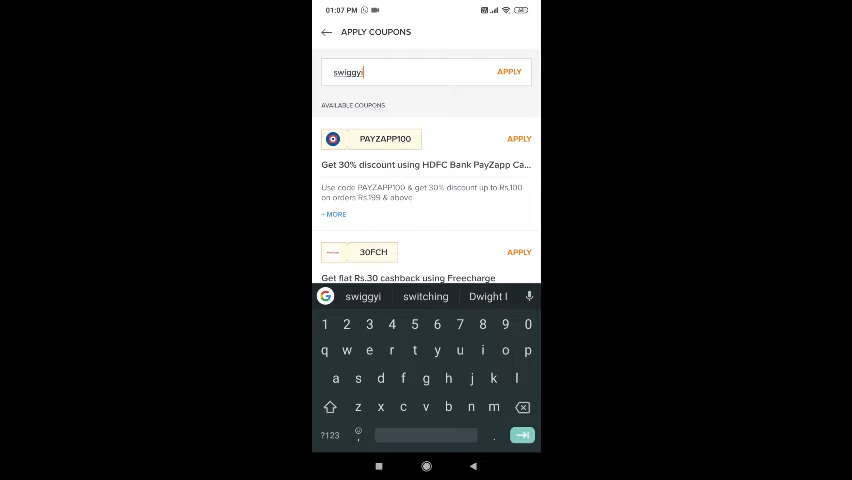 01:07 PM
66
APPLY COUPONS
swiggyi APPLY
AVAILABLE COUPONS
PAYZAPP100 APPLY
Get 30% discount using HDFC Bank PayZapp Ca...
Use code PAYZAPP100 & get 30% discount up to Rs.100
on orders Rs.199 & above
+ MORE
30FCH APPLY
Get flat Rs.30 cashback using Freecharge
swiggyi switching Dwight I
1 2 3 4 5 6 7 8 9 0
q w e r t y u i o p
a s d f g h j k l
z x c v b n m
?123 , .